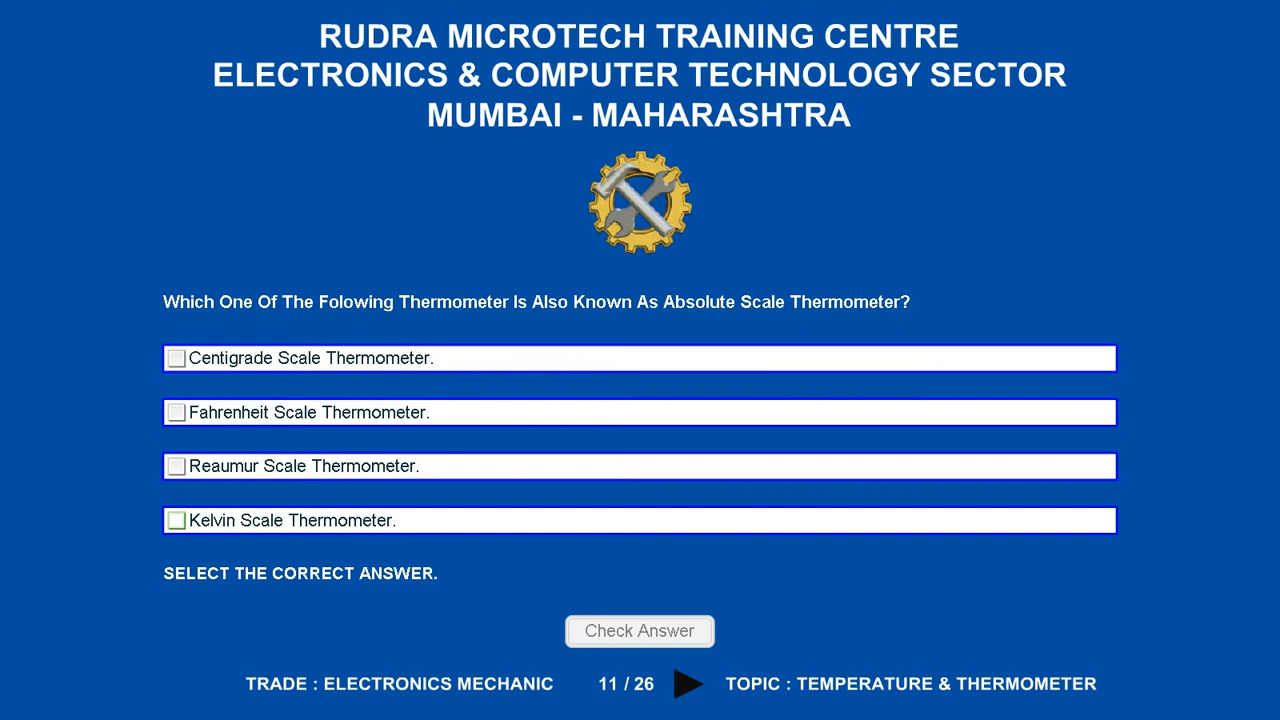 RUDRA MICROTECH TRAINING CENTRE
ELECTRONICS & COMPUTER TECHNOLOGY SECTOR
MUMBAI - MAHARASHTRA
Which One Of The Folowing Thermometer Is Also Known As Absolute Scale Thermometer?
Centigrade Scale Thermometer.
Fahrenheit Scale Thermometer.
Reaumur Scale Thermometer.
Kelvin Scale Thermometer.
SELECT THE CORRECT ANSWER.
Check Answer
TRADE : ELECTRONICS MECHANIC 11 / 26 TOPIC : TEMPERATURE & THERMOMETER